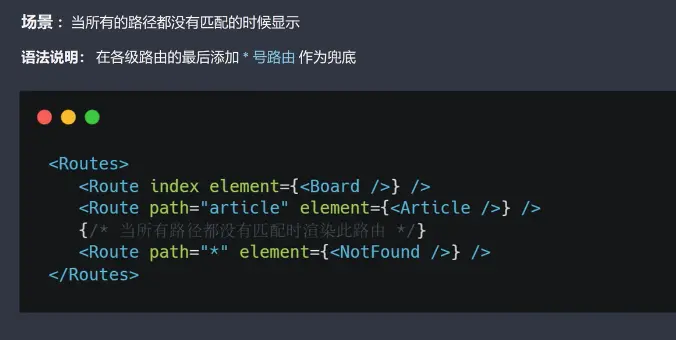 场景： 当所有的路径都没有匹配的时候显示
语法说明： 在各级路由的最后添加 * 号路由 作为兜底
<Routes>
<Route index element={<Board />} />
<Route path="article" element={<Article />} />
{/* 当所有路径都没有匹配时渲染此路由 */}
<Route path="*" element={<NotFound />} />
</Routes>